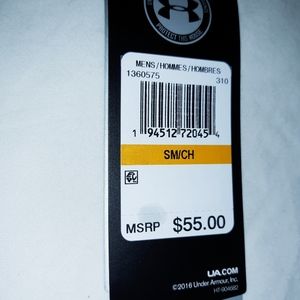 PROTECT THIS HOUSE
MENS/HOMMES/HOMBRES
1360575 310
1 94512 72045 4
SM/CH
MSRP $55.00
UA.COM
©2016 Under Armour, Inc.